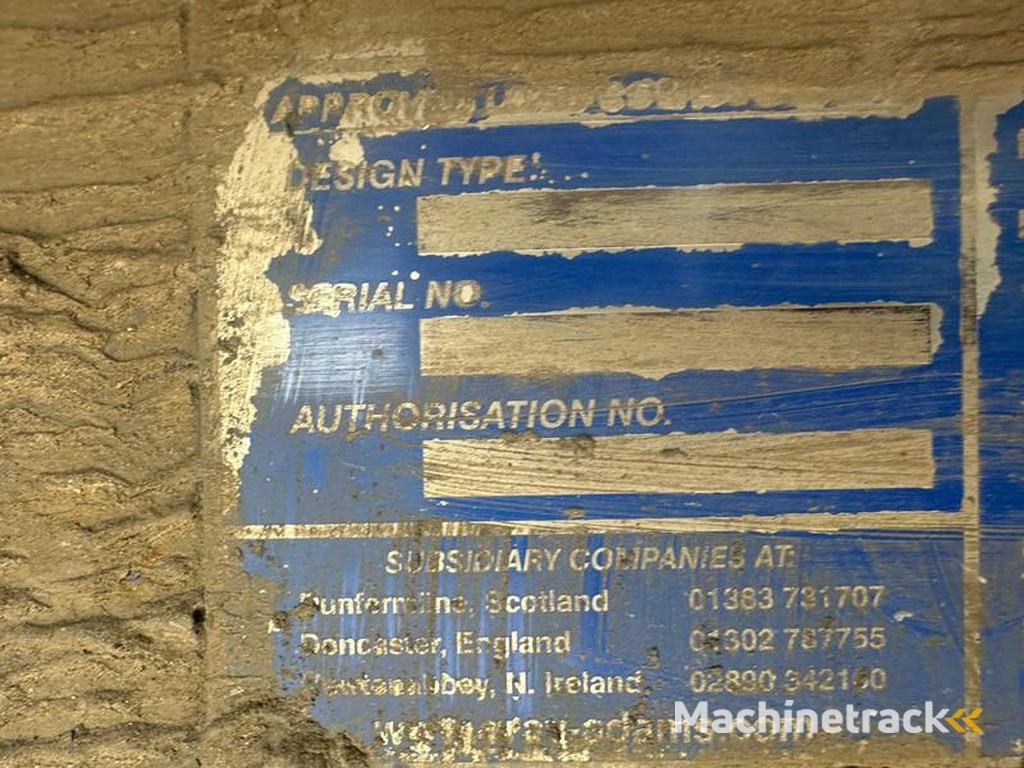 DESIGN TYPE:
SERIAL NO.
AUTHORISATION NO.
SUBSIDIARY COMPANIES AT:
Dunfermline, Scotland 01383 731707
Doncaster, England 01302 787755
Newtonabbey, N. Ireland 02890 342160
Machinetrack